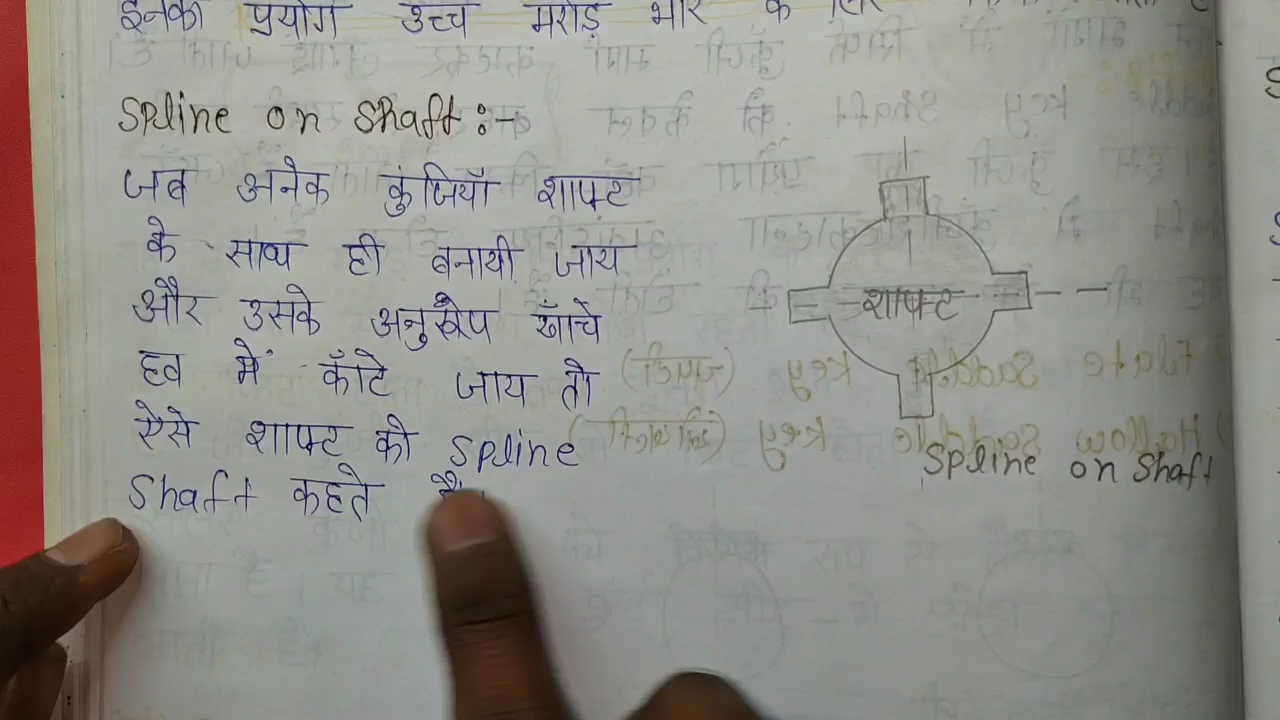 इनका प्रयोग उच्च मरोड़ भार के लिए
Spline on Shaft :-
जब अनेक कुंजियाँ शाफ्ट
के साथ ही बनायी जाय
और उसके अनुरूप खाँचे
हव में काँटे जाय तो
ऐसे शाफ्ट को Spline
Shaft कहते हैं
शाफ्ट
Spline on Shaft